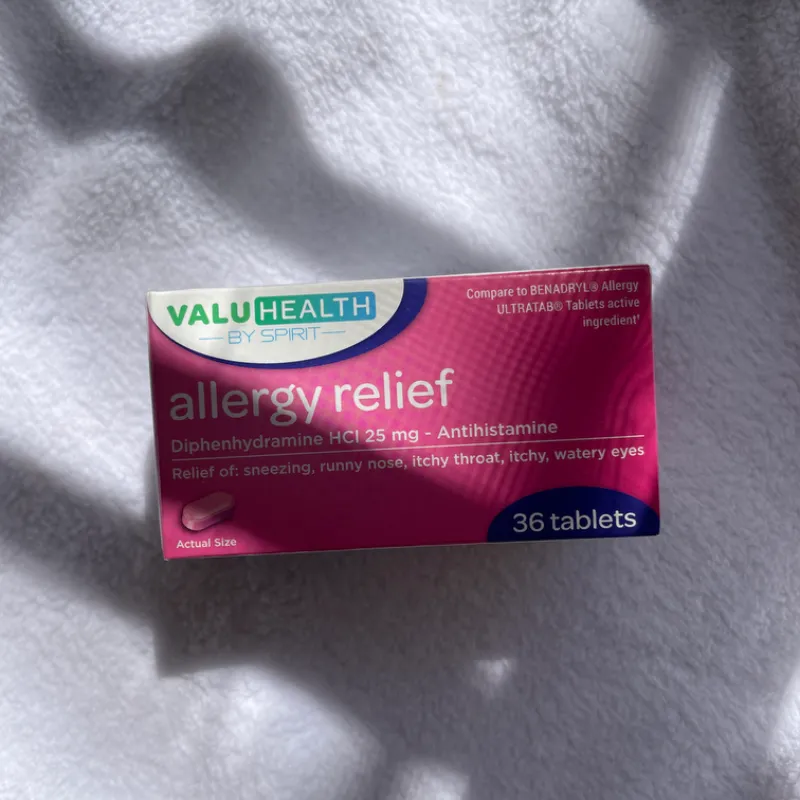 VALUHEALTH
BY SPIRIT
Compare to BENADRYL® Allergy
ULTRATAB® Tablets active
ingredient†
allergy relief
Diphenhydramine HCl 25 mg - Antihistamine
Relief of: sneezing, runny nose, itchy throat, itchy, watery eyes
Actual Size
36 tablets